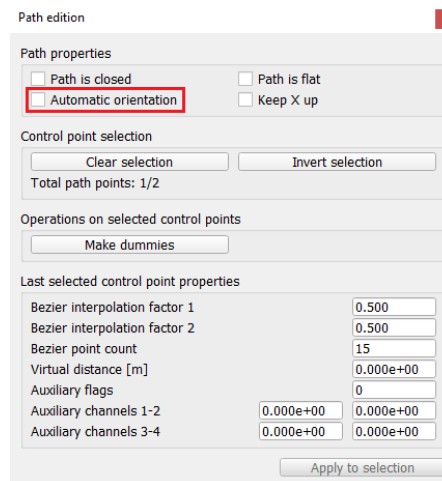 Path edition
Path properties
Path is closed Path is flat
Automatic orientation Keep X up
Control point selection
Clear selection Invert selection
Total path points: 1/2
Operations on selected control points
Make dummies
Last selected control point properties
Bezier interpolation factor 1 0.500
Bezier interpolation factor 2 0.500
Bezier point count 15
Virtual distance [m] 0.000e+00
Auxiliary flags 0
Auxiliary channels 1-2 0.000e+00 0.000e+00
Auxiliary channels 3-4 0.000e+00 0.000e+00
Apply to selection